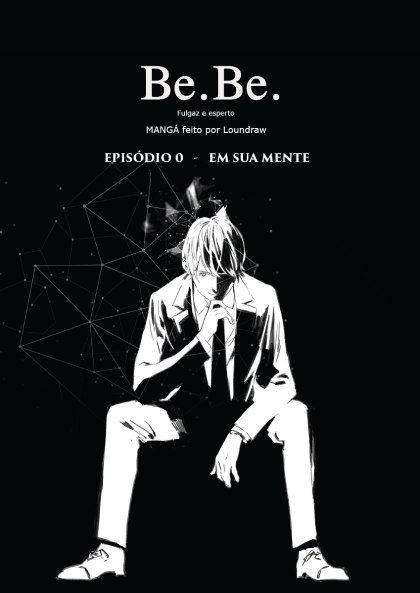 Be.Be.
Fulgaz e esperto
MANGÁ feito por Loundraw
EPISÓDIO 0 - EM SUA MENTE